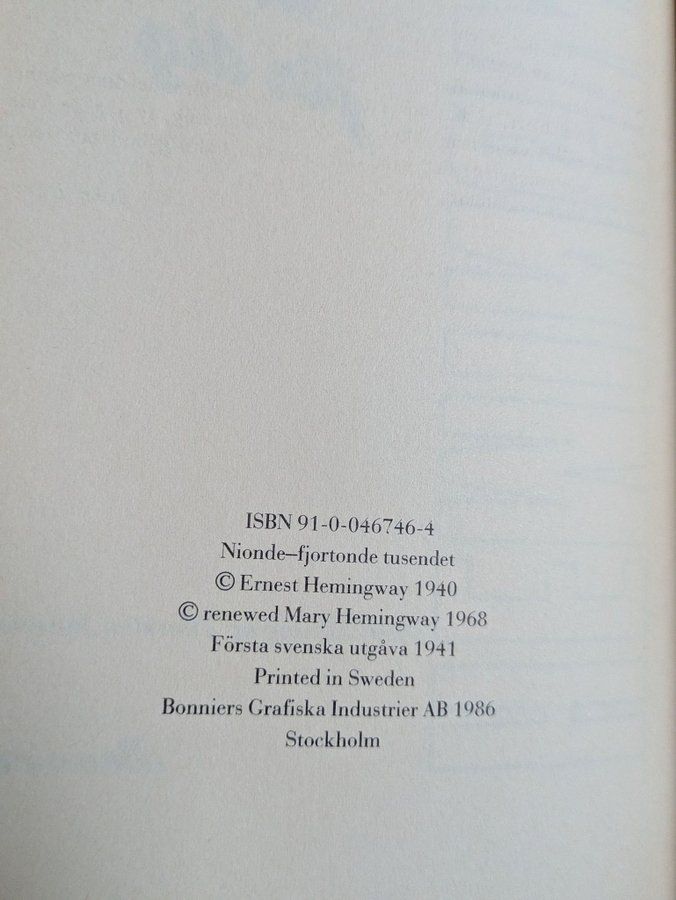 ISBN 91-0-046746-4
Nionde–fjortonde tusendet
© Ernest Hemingway 1940
© renewed Mary Hemingway 1968
Första svenska utgåva 1941
Printed in Sweden
Bonniers Grafiska Industrier AB 1986
Stockholm